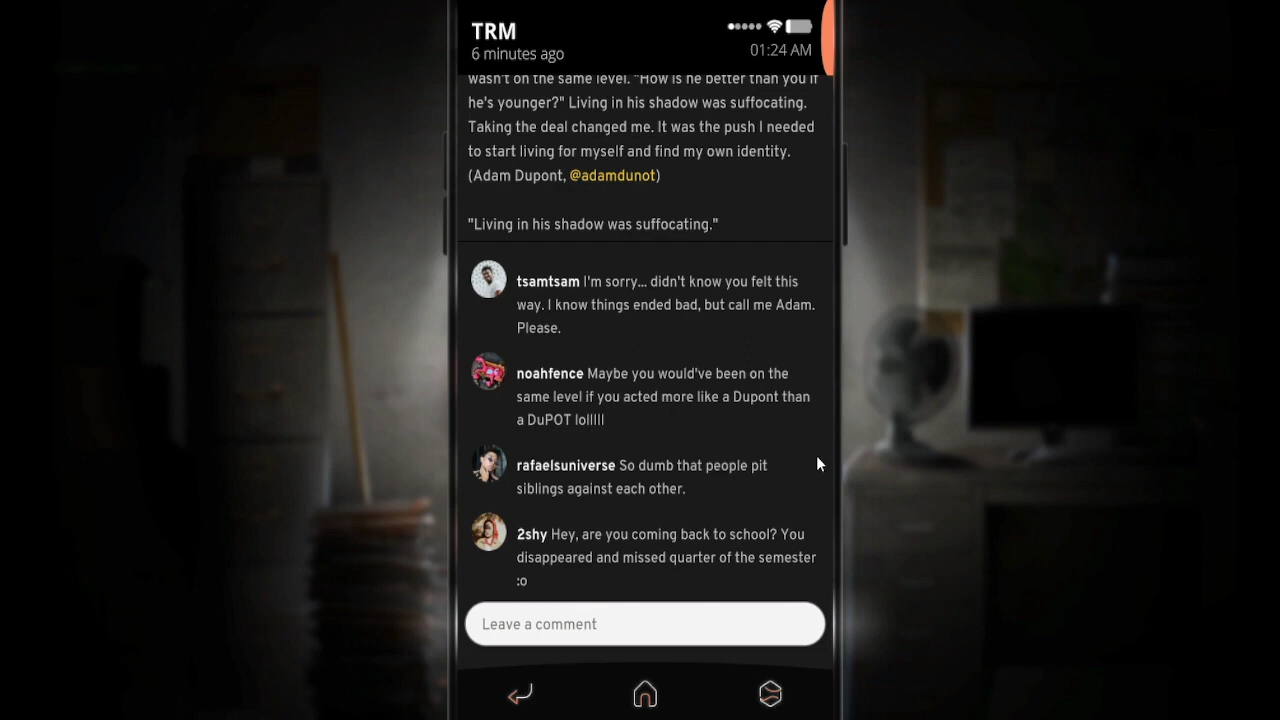 TRM
6 minutes ago
01:24 AM
wasn't on the same level. "How is he better than you if
he's younger?" Living in his shadow was suffocating.
Taking the deal changed me. It was the push I needed
to start living for myself and find my own identity.
(Adam Dupont, @adamdunot)
"Living in his shadow was suffocating."
tsamtsam I'm sorry... didn't know you felt this
way. I know things ended bad, but call me Adam.
Please.
noahfence Maybe you would've been on the
same level if you acted more like a Dupont than
a DuPOT lolllll
rafaelsuniverse So dumb that people pit
siblings against each other.
2shy Hey, are you coming back to school? You
disappeared and missed quarter of the semester
:o
Leave a comment